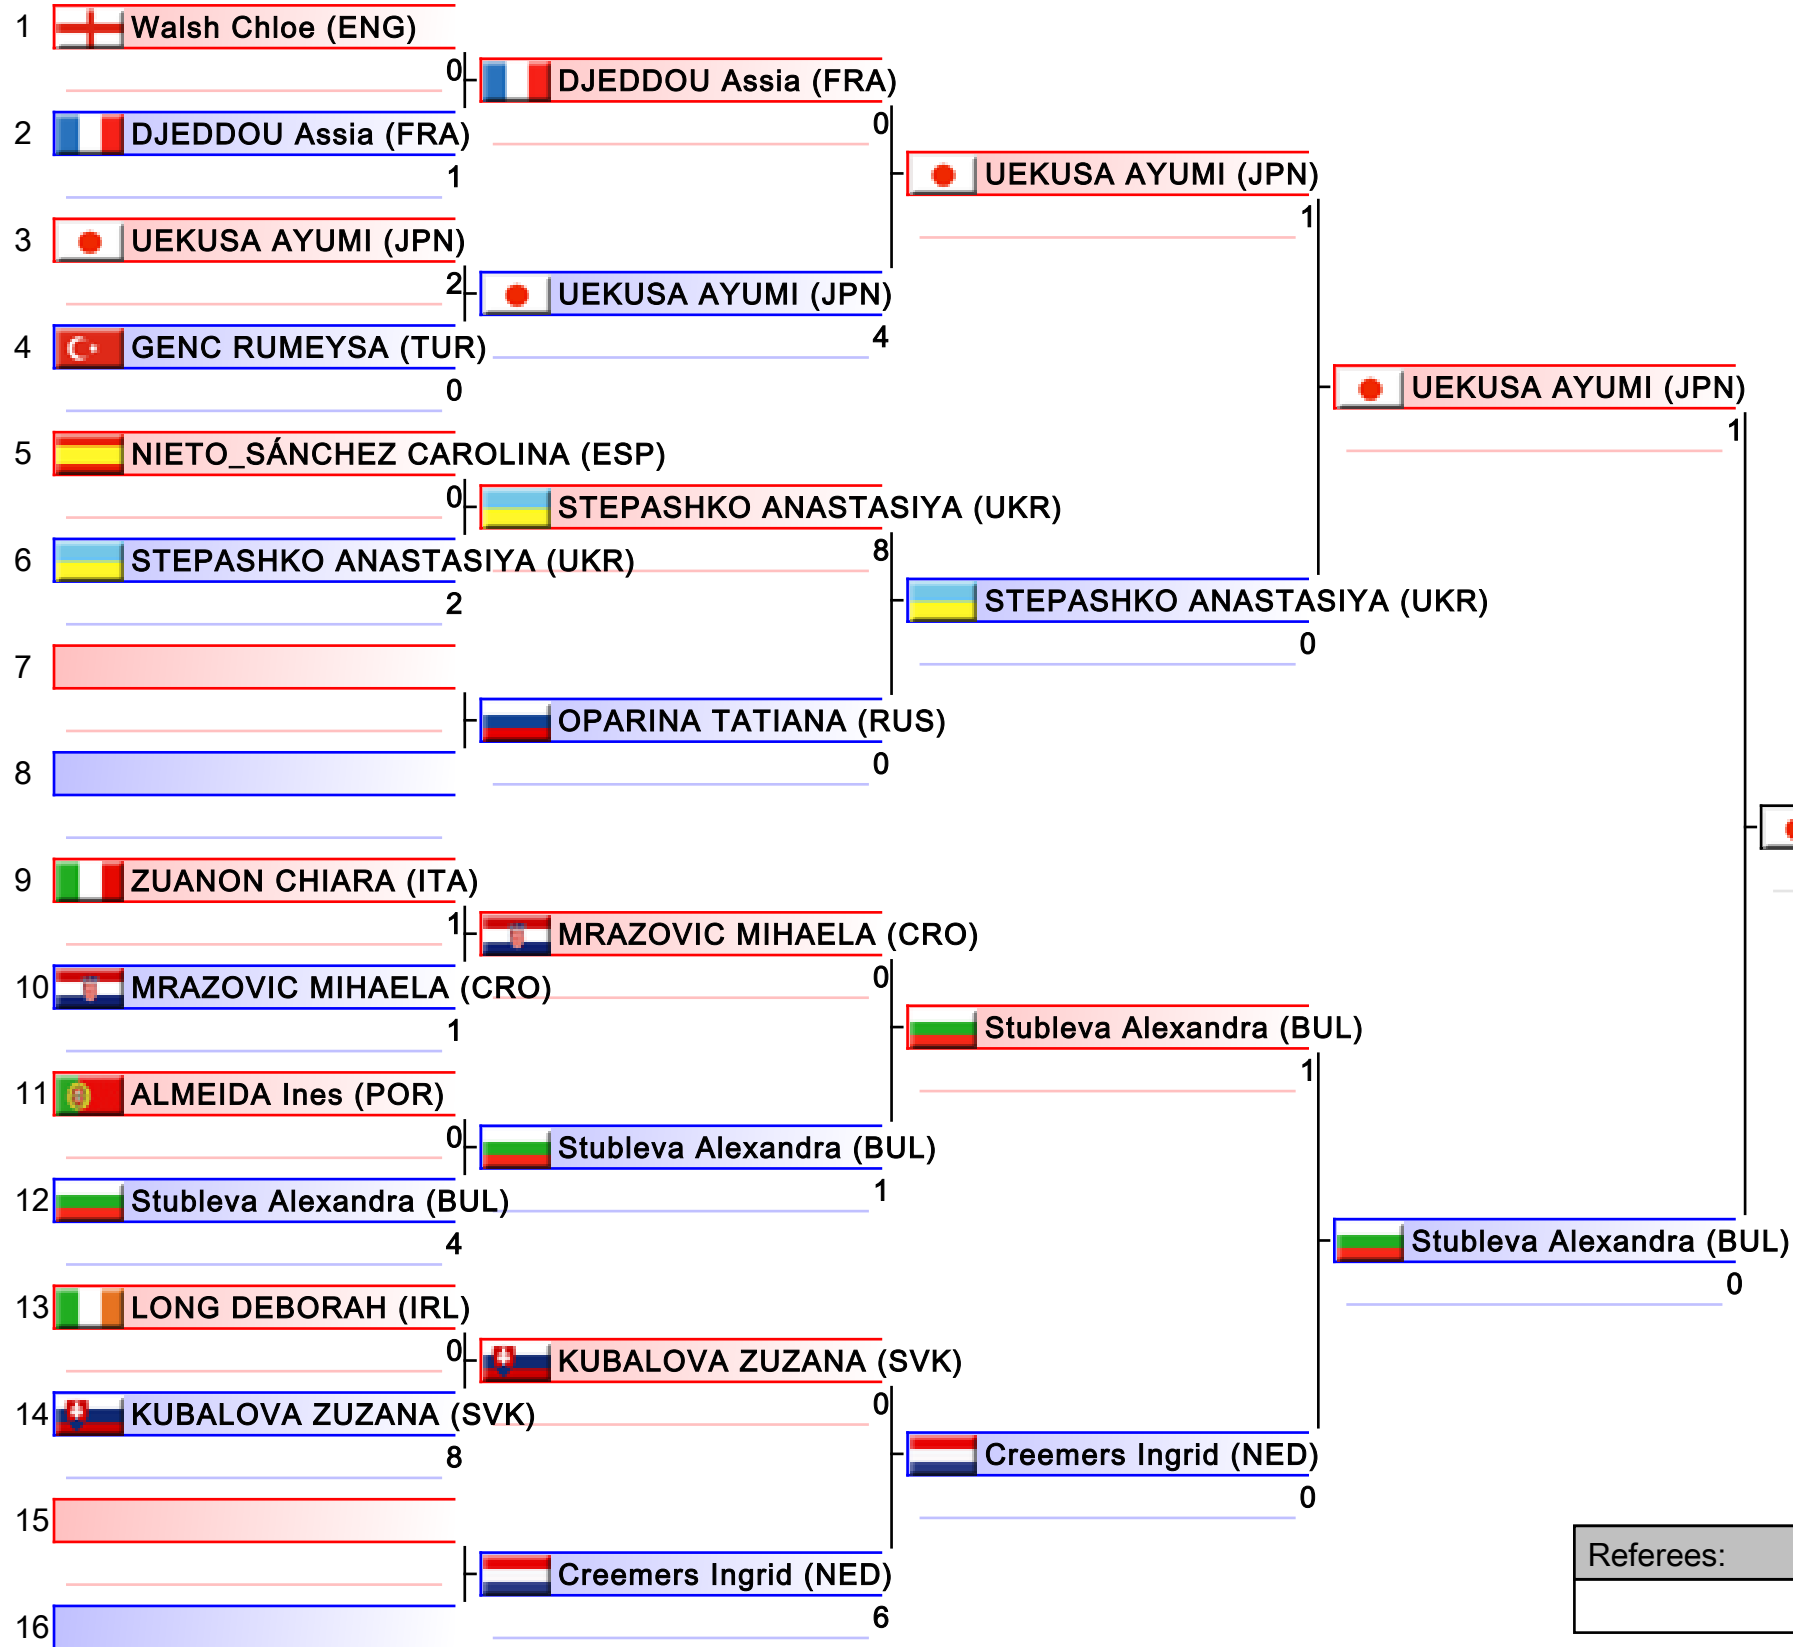 1 Walsh Chloe (ENG)
0
DJEDDOU Assia (FRA)
0
2 DJEDDOU Assia (FRA)
1
UEKUSA AYUMI (JPN)
1
3 UEKUSA AYUMI (JPN)
2
UEKUSA AYUMI (JPN)
4
4 GENC RUMEYSA (TUR)
0
UEKUSA AYUMI (JPN)
1
5 NIETO_SÁNCHEZ CAROLINA (ESP)
0
STEPASHKO ANASTASIYA (UKR)
8
6 STEPASHKO ANASTASIYA (UKR)
2
STEPASHKO ANASTASIYA (UKR)
0
7
OPARINA TATIANA (RUS)
0
8
9 ZUANON CHIARA (ITA)
1
MRAZOVIC MIHAELA (CRO)
0
10 MRAZOVIC MIHAELA (CRO)
1
Stubleva Alexandra (BUL)
1
11 ALMEIDA Ines (POR)
0
Stubleva Alexandra (BUL)
1
12 Stubleva Alexandra (BUL)
4
Stubleva Alexandra (BUL)
0
13 LONG DEBORAH (IRL)
0
KUBALOVA ZUZANA (SVK)
0
14 KUBALOVA ZUZANA (SVK)
8
Creemers Ingrid (NED)
0
15
Creemers Ingrid (NED)
6
16
Referees: